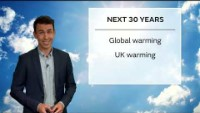 NEXT 30 YEARS
Global warming
UK warming